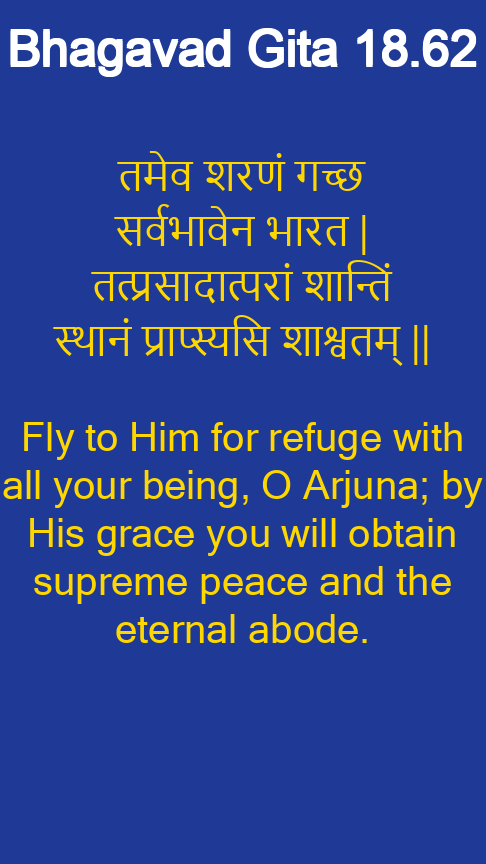 Bhagavad Gita 18.62
तमेव शरणं गच्छ
सर्वभावेन भारत |
तत्प्रसादात्परां शान्तिं
स्थानं प्राप्स्यसि शाश्वतम् ||
Fly to Him for refuge with
all your being, O Arjuna; by
His grace you will obtain
supreme peace and the
eternal abode.